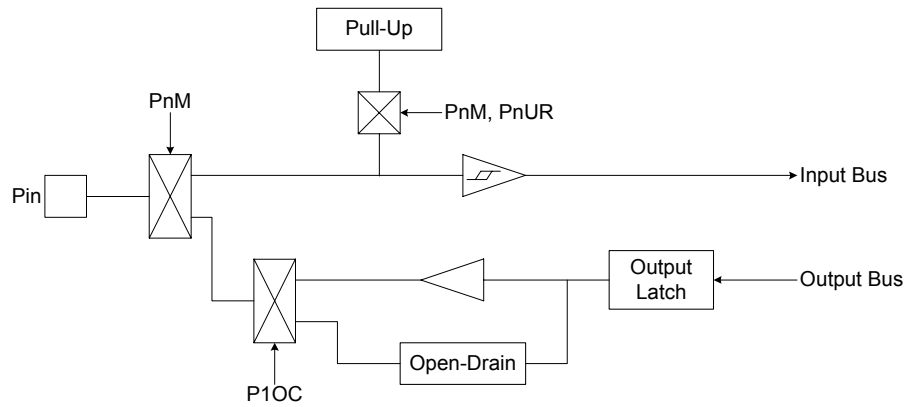 Pull-Up
PnM
PnM, PnUR
Pin
Input Bus
Output
Latch
Output Bus
Open-Drain
P1OC